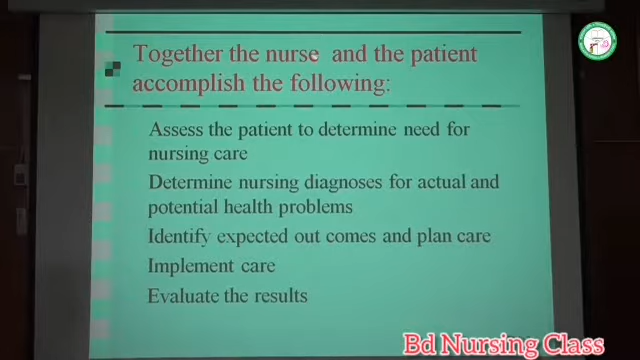 Together the nurse and the patient
accomplish the following:
Assess the patient to determine need for
nursing care
Determine nursing diagnoses for actual and
potential health problems
Identify expected out comes and plan care
Implement care
Evaluate the results
Bd Nursing Class